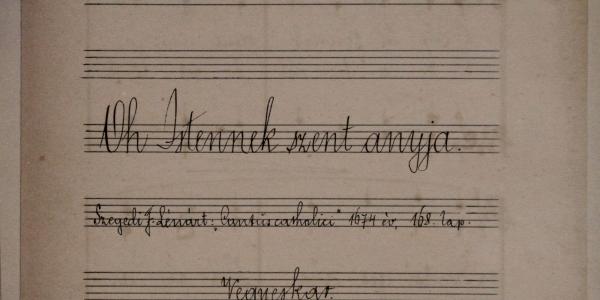 Oh Istennek szent anyja.
Szegedi F. Lénárt: „Cantus catholici" 1674 év, 168. lap.
Vegyeskar.